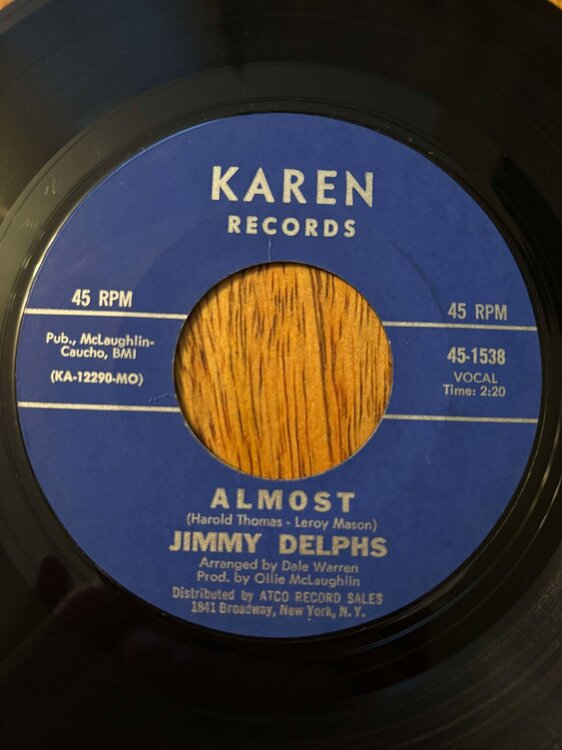 KAREN
RECORDS
45 RPM
Pub., McLaughlin-
Caucho, BMI
(KA-12290-MO)
45 RPM
45-1538
VOCAL
Time: 2:20
ALMOST
(Harold Thomas - Leroy Mason)
JIMMY DELPHS
Arranged by Dale Warren
Prod. by Ollie McLaughlin
Distributed by ATCO RECORD SALES
1841 Broadway, New York, N. Y.